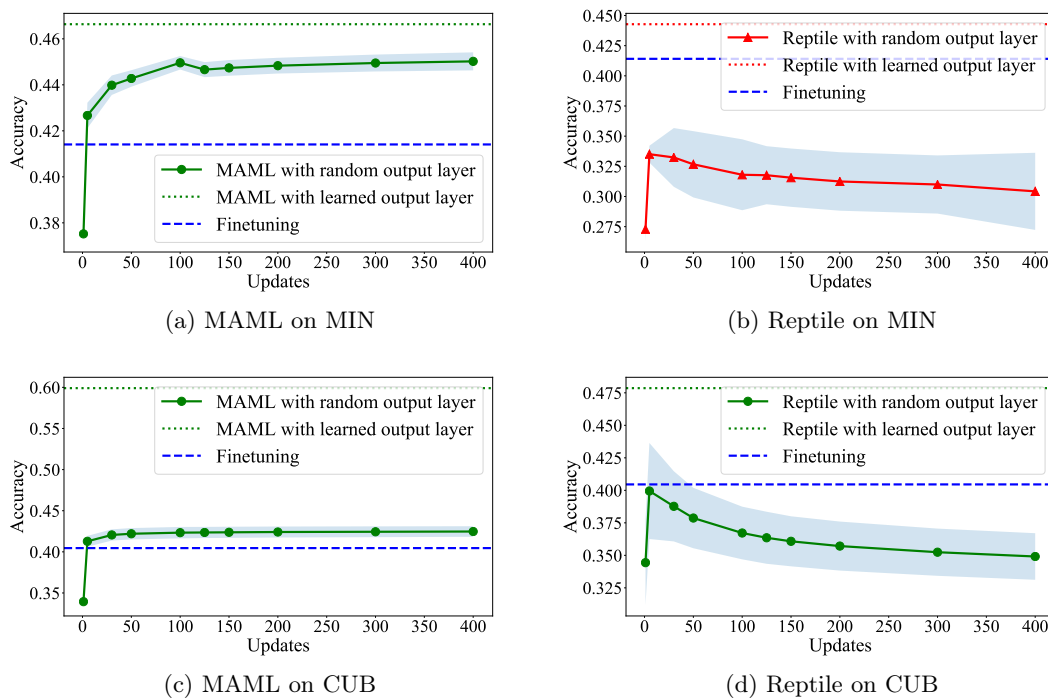 0.46
0.44
0.42
0.40
0.38
Accuracy
MAML with random output layer
MAML with learned output layer
Finetuning
0 50 100 150 200 250 300 350 400
Updates
(a) MAML on MIN
0.450
0.425
0.400
0.375
0.350
0.325
0.300
0.275
Accuracy
Reptile with random output layer
Reptile with learned output layer
Finetuning
0 50 100 150 200 250 300 350 400
Updates
(b) Reptile on MIN
0.60
0.55
0.50
0.45
0.40
0.35
Accuracy
MAML with random output layer
MAML with learned output layer
Finetuning
0 50 100 150 200 250 300 350 400
Updates
(c) MAML on CUB
0.475
0.450
0.425
0.400
0.375
0.350
0.325
Accuracy
Reptile with random output layer
Reptile with learned output layer
Finetuning
0 50 100 150 200 250 300 350 400
Updates
(d) Reptile on CUB